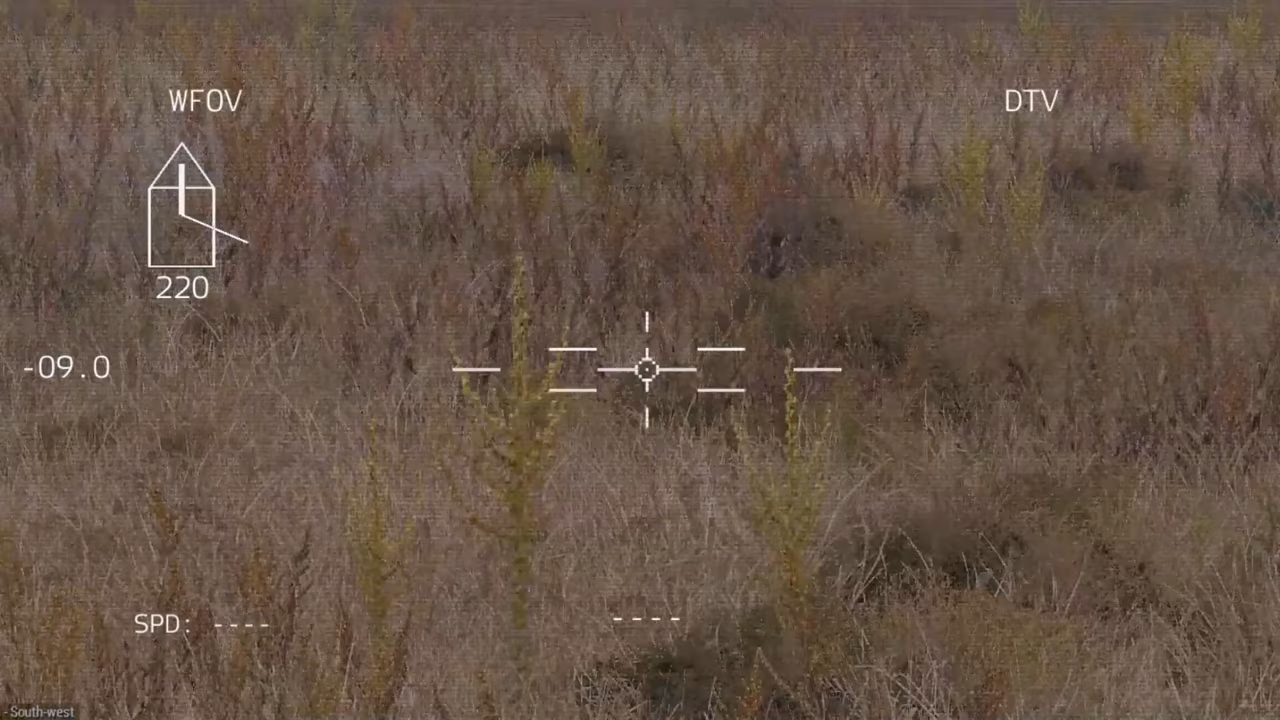 WFOV
DTV
220
-09.0
SPD: ----
----
- South-west